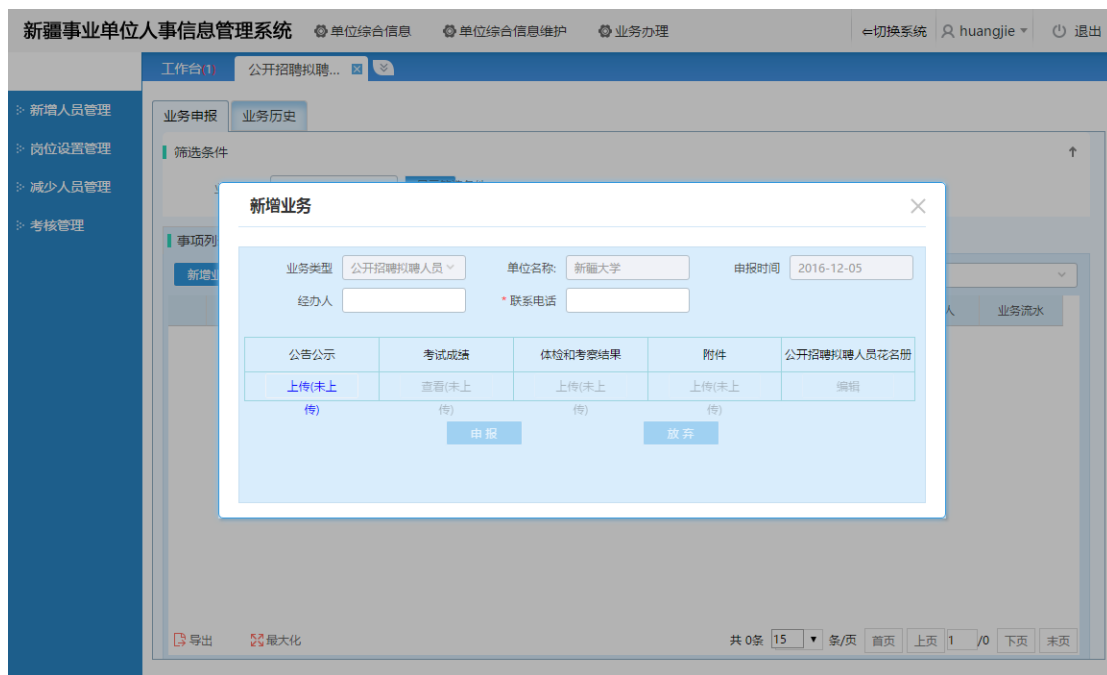 新疆事业单位人事信息管理系统 单位综合信息 单位综合信息维护 业务办理 ⇐切换系统 huangjie 退出
工作台(1) 公开招聘拟聘...
新增人员管理
岗位设置管理
减少人员管理
考核管理
业务申报 业务历史
筛选条件
新增业务
事项列
业务类型 公开招聘拟聘人员 单位名称: 新疆大学 申报时间 2016-12-05
新增业
经办人 * 联系电话
人 业务流水
公告公示 考试成绩 体检和考察结果 附件 公开招聘拟聘人员花名册
上传(未上 查看(未上 上传(未上 上传(未上 编辑
传) 传) 传) 传)
申报 放弃
导出 最大化 共 0条 15 条/页 首页 上页 1 /0 下页 末页